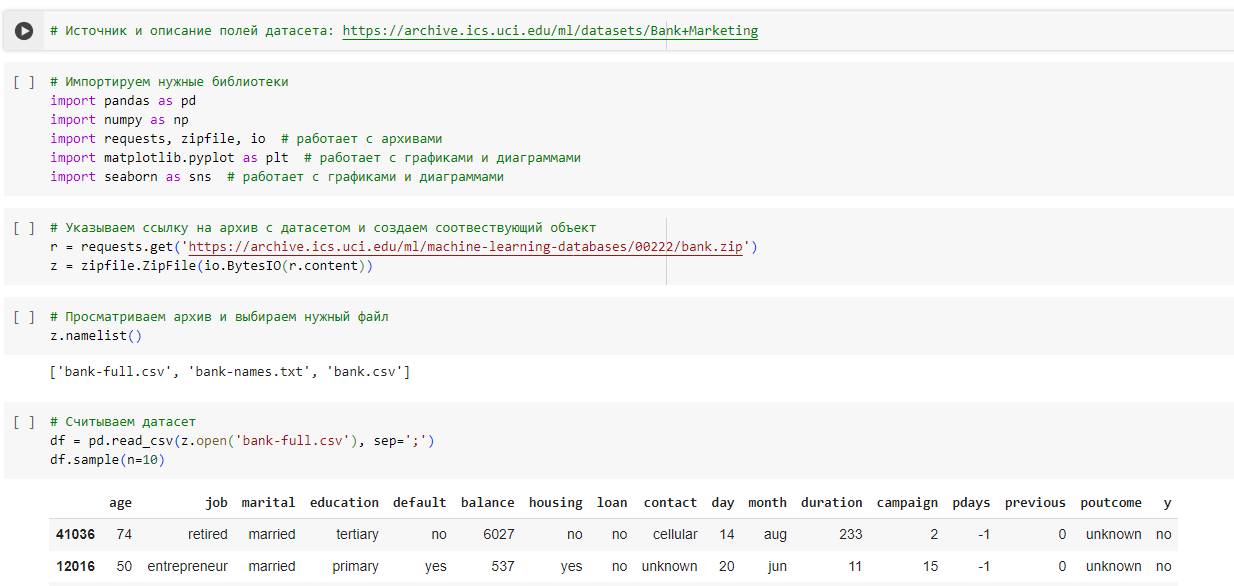 # Источник и описание полей датасета: https://archive.ics.uci.edu/ml/datasets/Bank+Marketing
[ ] # Импортируем нужные библиотеки
import pandas as pd
import numpy as np
import requests, zipfile, io # работает с архивами
import matplotlib.pyplot as plt # работает с графиками и диаграммами
import seaborn as sns # работает с графиками и диаграммами
[ ] # Указываем ссылку на архив с датасетом и создаем соотвествующий объект
r = requests.get('https://archive.ics.uci.edu/ml/machine-learning-databases/00222/bank.zip')
z = zipfile.ZipFile(io.BytesIO(r.content))
[ ] # Просматриваем архив и выбираем нужный файл
z.namelist()
['bank-full.csv', 'bank-names.txt', 'bank.csv']
[ ] # Считываем датасет
df = pd.read_csv(z.open('bank-full.csv'), sep=';')
df.sample(n=10)
age job marital education default balance housing loan contact day month duration campaign pdays previous poutcome y
41036 74 retired married tertiary no 6027 no no cellular 14 aug 233 2 -1 0 unknown no
12016 50 entrepreneur married primary yes 537 yes no unknown 20 jun 11 15 -1 0 unknown no